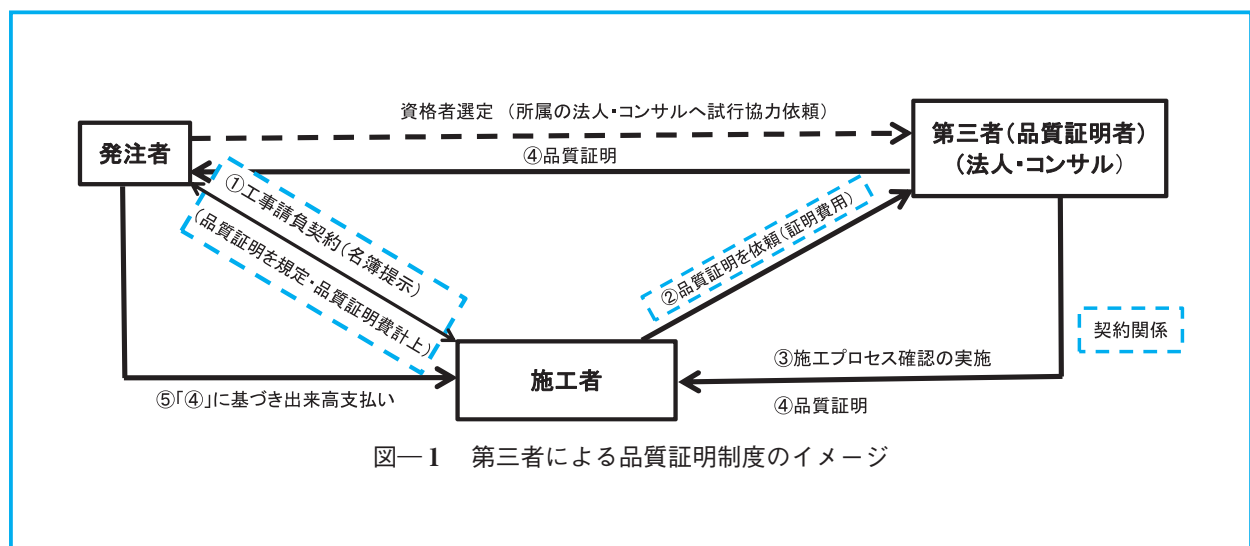 資格者選定 (所属の法人・コンサルへ試行協力依頼)
発注者
第三者(品質証明者)
(法人・コンサル)
④品質証明
①工事請負契約(名簿提示)
(品質証明を規定・品質証明費計上)
②品質証明を依頼(証明費用)
契約関係
施工者
③施工プロセス確認の実施
④品質証明
⑤「④」に基づき出来高支払い
図―1 第三者による品質証明制度のイメージ